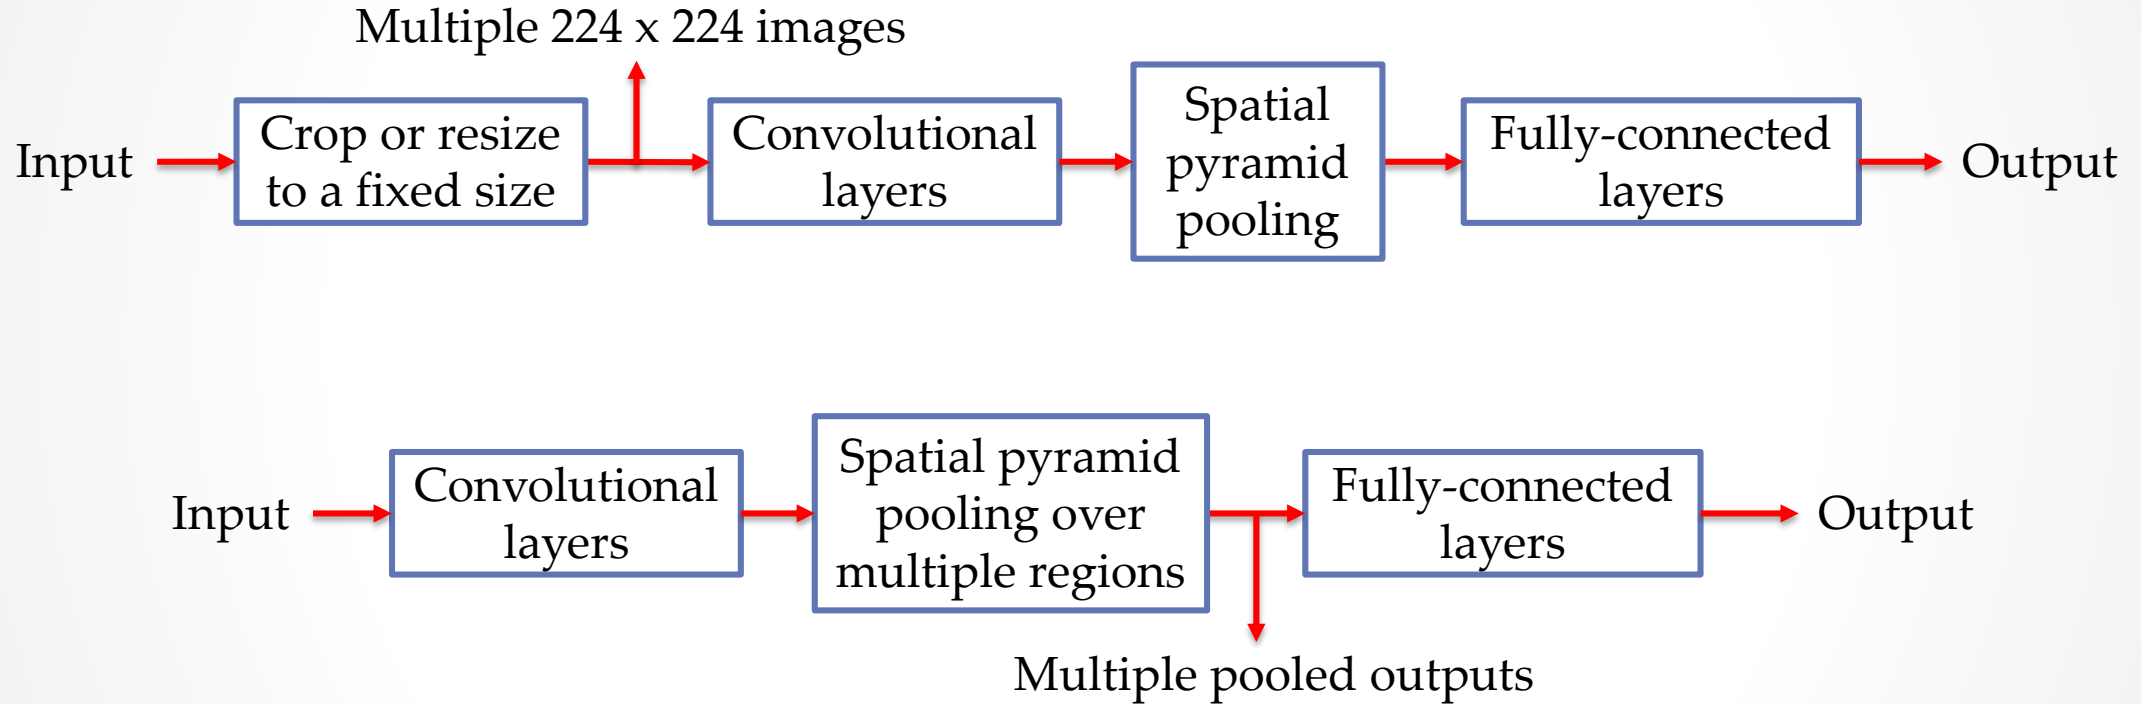 Multiple 224 x 224 images
Input
Crop or resize
to a fixed size
Convolutional
layers
Spatial
pyramid
pooling
Fully-connected
layers
Output
Input
Convolutional
layers
Spatial pyramid
pooling over
multiple regions
Fully-connected
layers
Output
Multiple pooled outputs